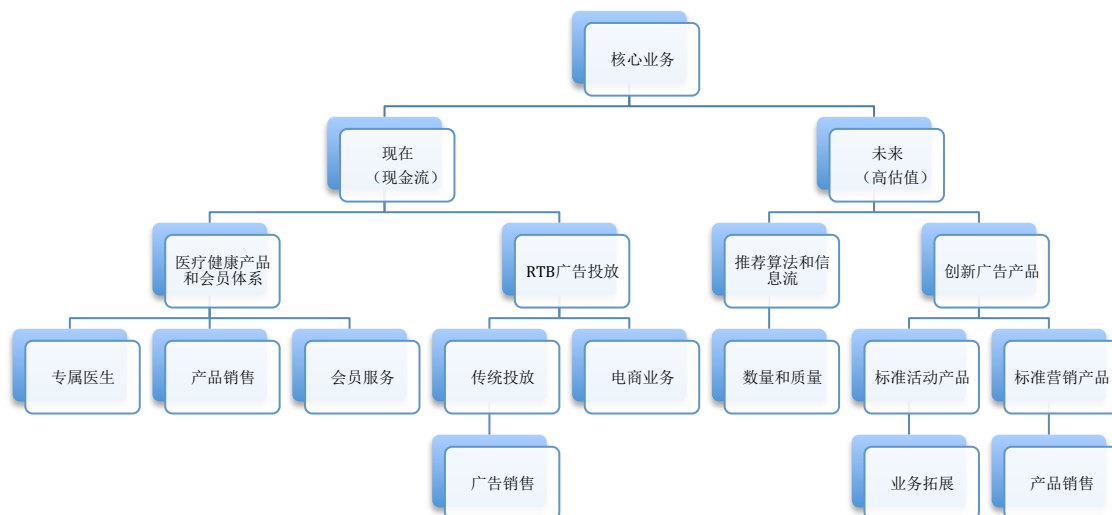 核心业务
现在
（现金流）
未来
（高估值）
医疗健康产品
和会员体系
RTB广告投放
推荐算法和信
息流
创新广告产品
专属医生
产品销售
会员服务
传统投放
电商业务
数量和质量
标准活动产品
标准营销产品
广告销售
业务拓展
产品销售